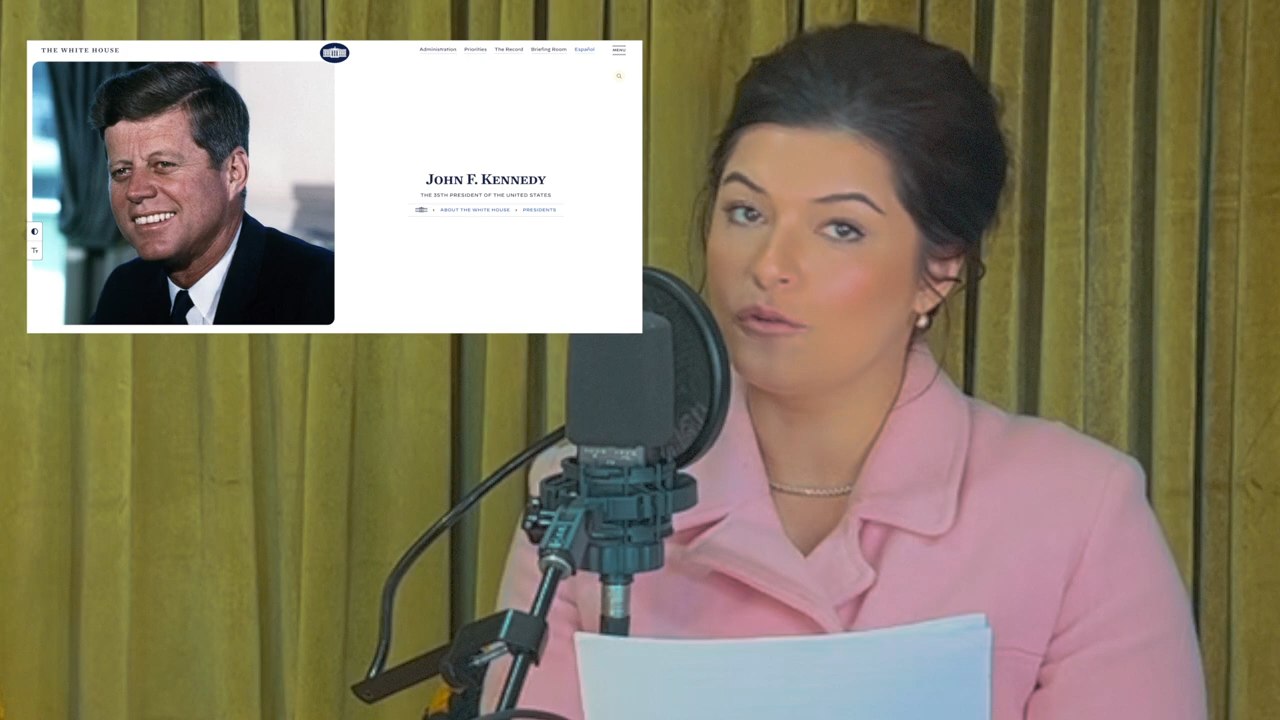 THE WHITE HOUSE
Administration Priorities The Record Briefing Room Español MENU
JOHN F. KENNEDY
THE 35TH PRESIDENT OF THE UNITED STATES
ABOUT THE WHITE HOUSE PRESIDENTS
Tт